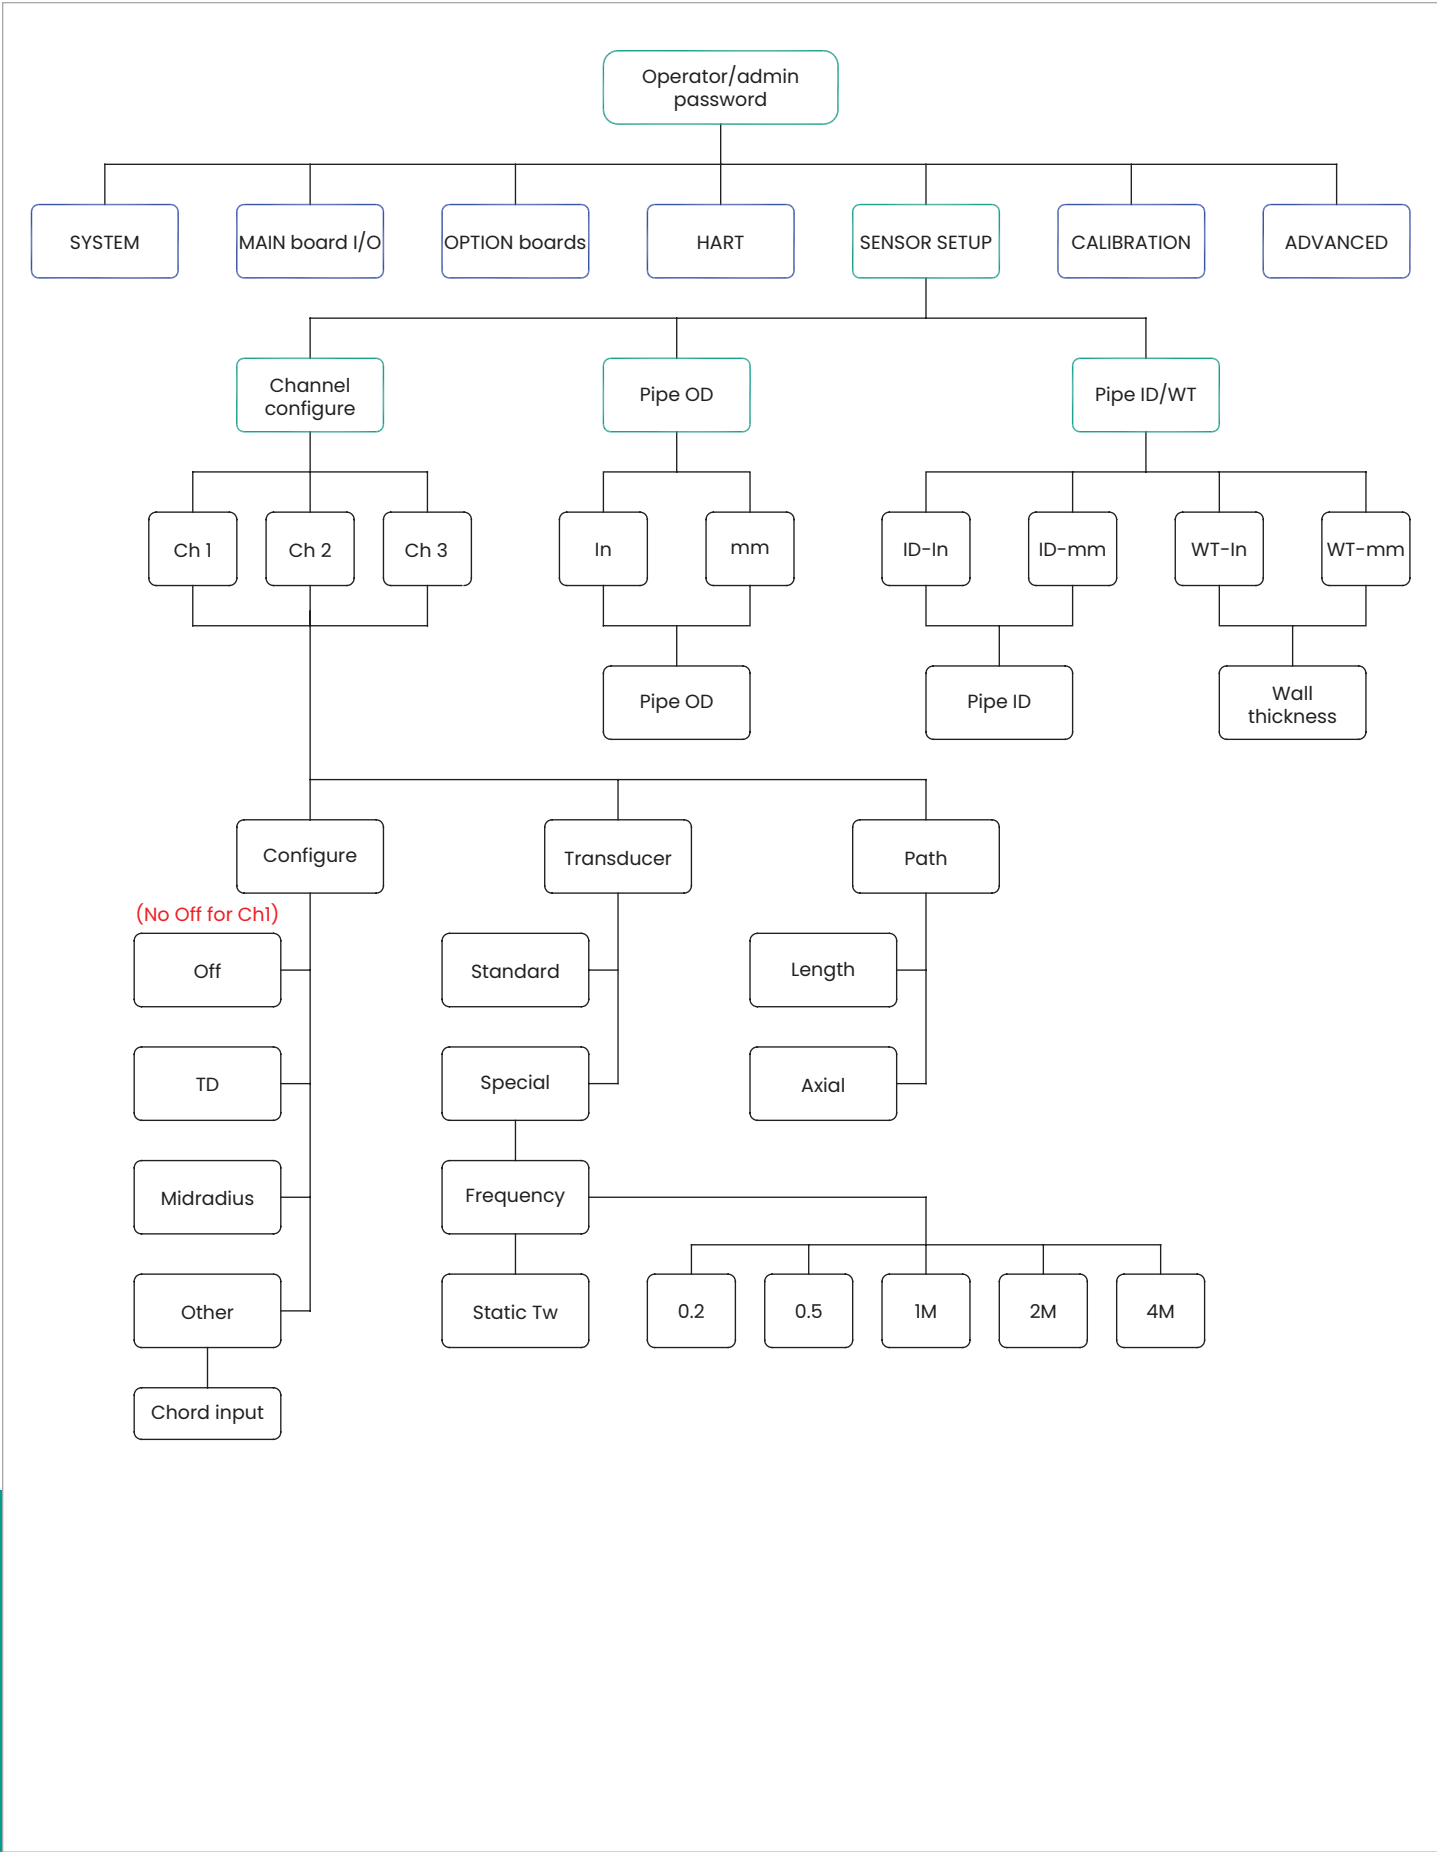 Operator/admin
password
SYSTEM
MAIN board I/O
OPTION boards
HART
SENSOR SETUP
CALIBRATION
ADVANCED
Channel
configure
Pipe OD
Pipe ID/WT
Ch 1
Ch 2
Ch 3
In
mm
ID-In
ID-mm
WT-In
WT-mm
Pipe OD
Pipe ID
Wall
thickness
Configure
Transducer
Path
(No Off for Ch1)
Off
Standard
Length
TD
Special
Axial
Midradius
Frequency
Other
Static Tw
0.2
0.5
1M
2M
4M
Chord input